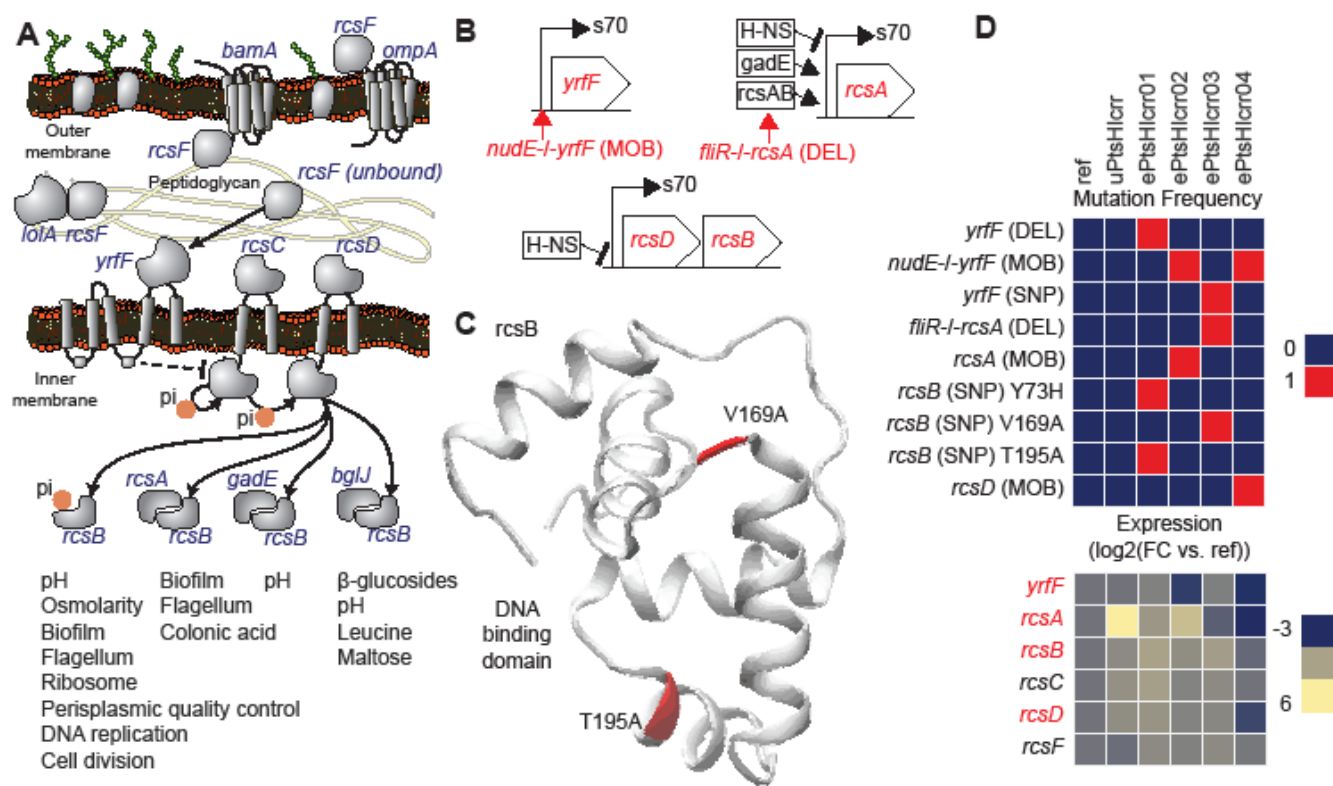 A
rcsF
bamA
ompA
Outer
membrane
rcsF
Peptidoglycan
rcsF (unbound)
lolA
rcsF
yrfF
rcsC
rcsD
Inner
membrane
pi
pi
pi
rcsA
gadE
bglJ
rcsB
rcsB
rcsB
rcsB
pH
Osmolarity
Biofilm
Flagellum
Ribosome
Perisplasmic quality control
DNA replication
Cell division
Biofilm
Flagellum
Colonic acid
pH
β-glucosides
pH
Leucine
Maltose
B
s70
yrfF
nudE-/-yrfF (MOB)
H-NS
gadE
rcsAB
s70
rcsA
fliR-/-rcsA (DEL)
s70
H-NS
rcsD
rcsB
C
rcsB
V169A
DNA
binding
domain
T195A
D
ref
uPtsHIcrr
ePtsHIcrr01
ePtsHIcrr02
ePtsHIcrr03
ePtsHIcrr04
Mutation Frequency
yrfF (DEL)
nudE-/-yrfF (MOB)
yrfF (SNP)
fliR-/-rcsA (DEL)
rcsA (MOB)
rcsB (SNP) Y73H
rcsB (SNP) V169A
rcsB (SNP) T195A
rcsD (MOB)
0
1
Expression
(log2(FC vs. ref))
yrfF
rcsA
rcsB
rcsC
rcsD
rcsF
-3
6